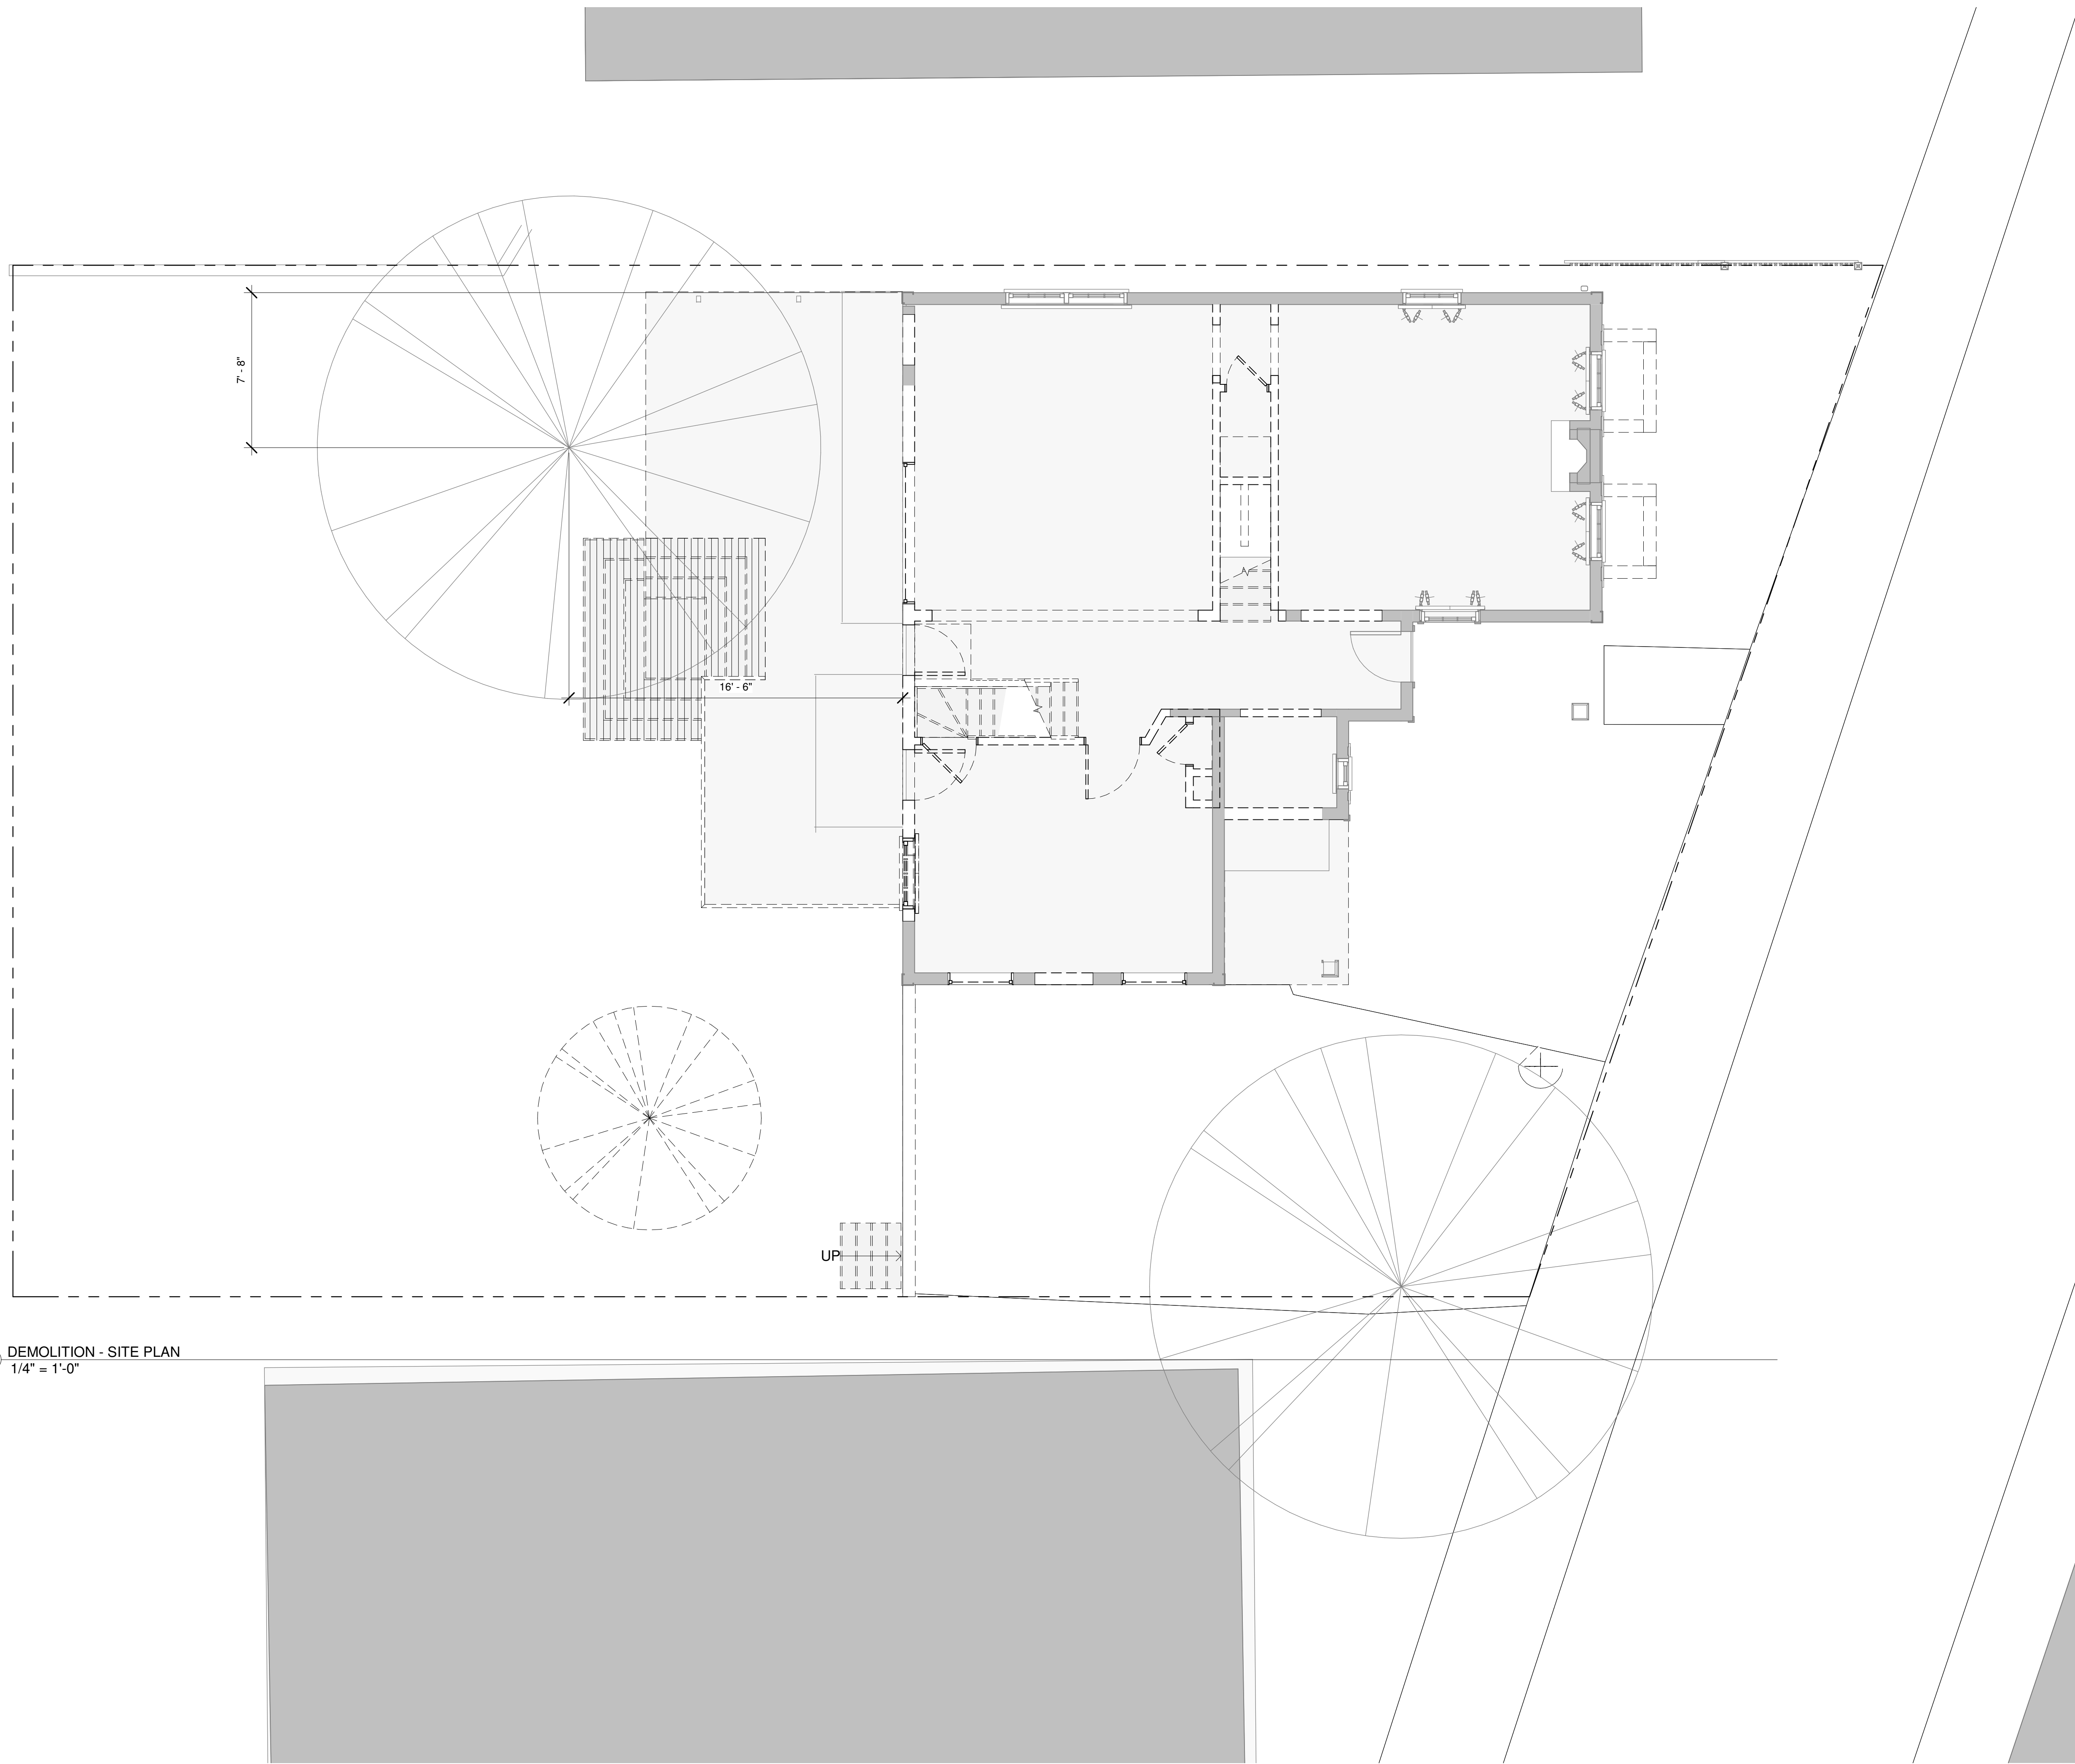 7' - 8"
16' - 6"
UP
DEMOLITION - SITE PLAN
1/4" = 1'-0"